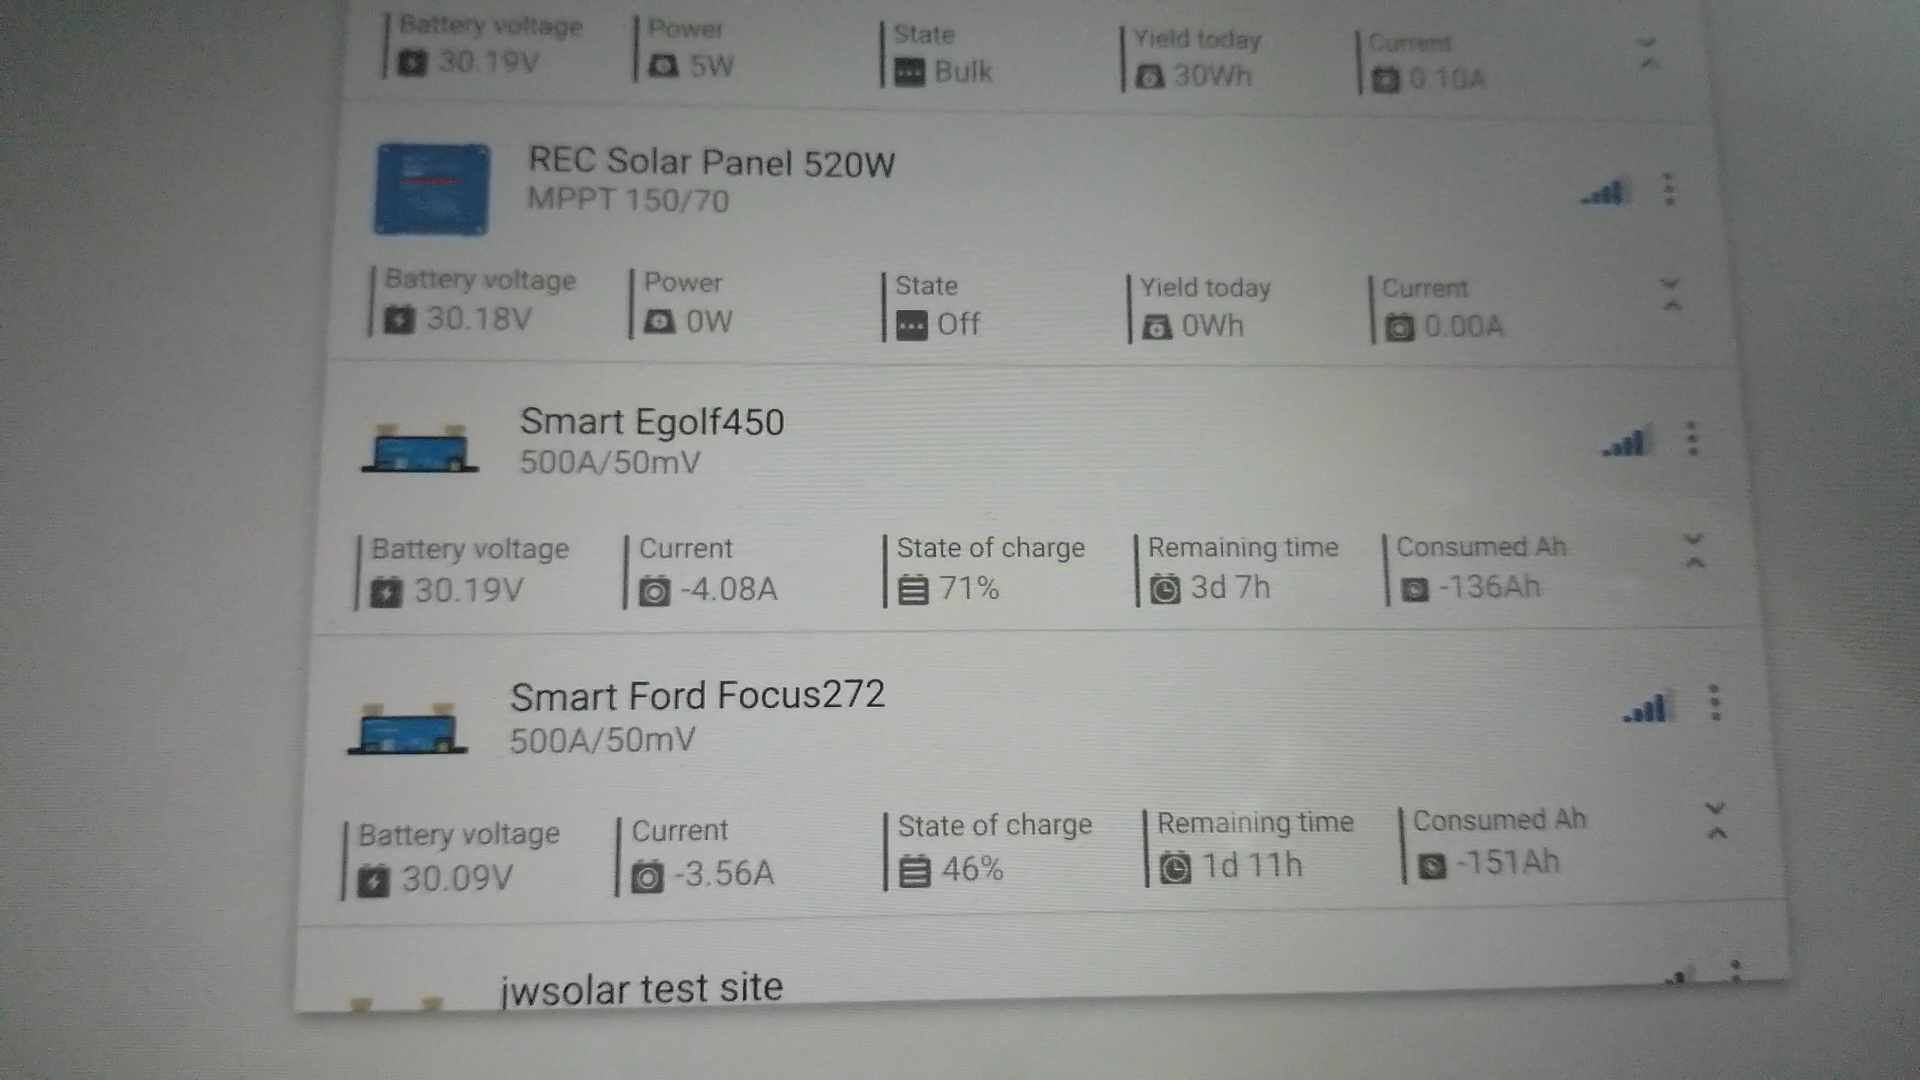 Battery voltage Power State Yield today Current
30.19V 5W Bulk 30Wh 0.10A
REC Solar Panel 520W
MPPT 150/70
Battery voltage Power State Yield today Current
30.18V 0W Off 0Wh 0.00A
Smart Egolf450
500A/50mV
Battery voltage Current State of charge Remaining time Consumed Ah
30.19V -4.08A 71% 3d 7h -136Ah
Smart Ford Focus272
500A/50mV
Battery voltage Current State of charge Remaining time Consumed Ah
30.09V -3.56A 46% 1d 11h -151Ah
jwsolar test site